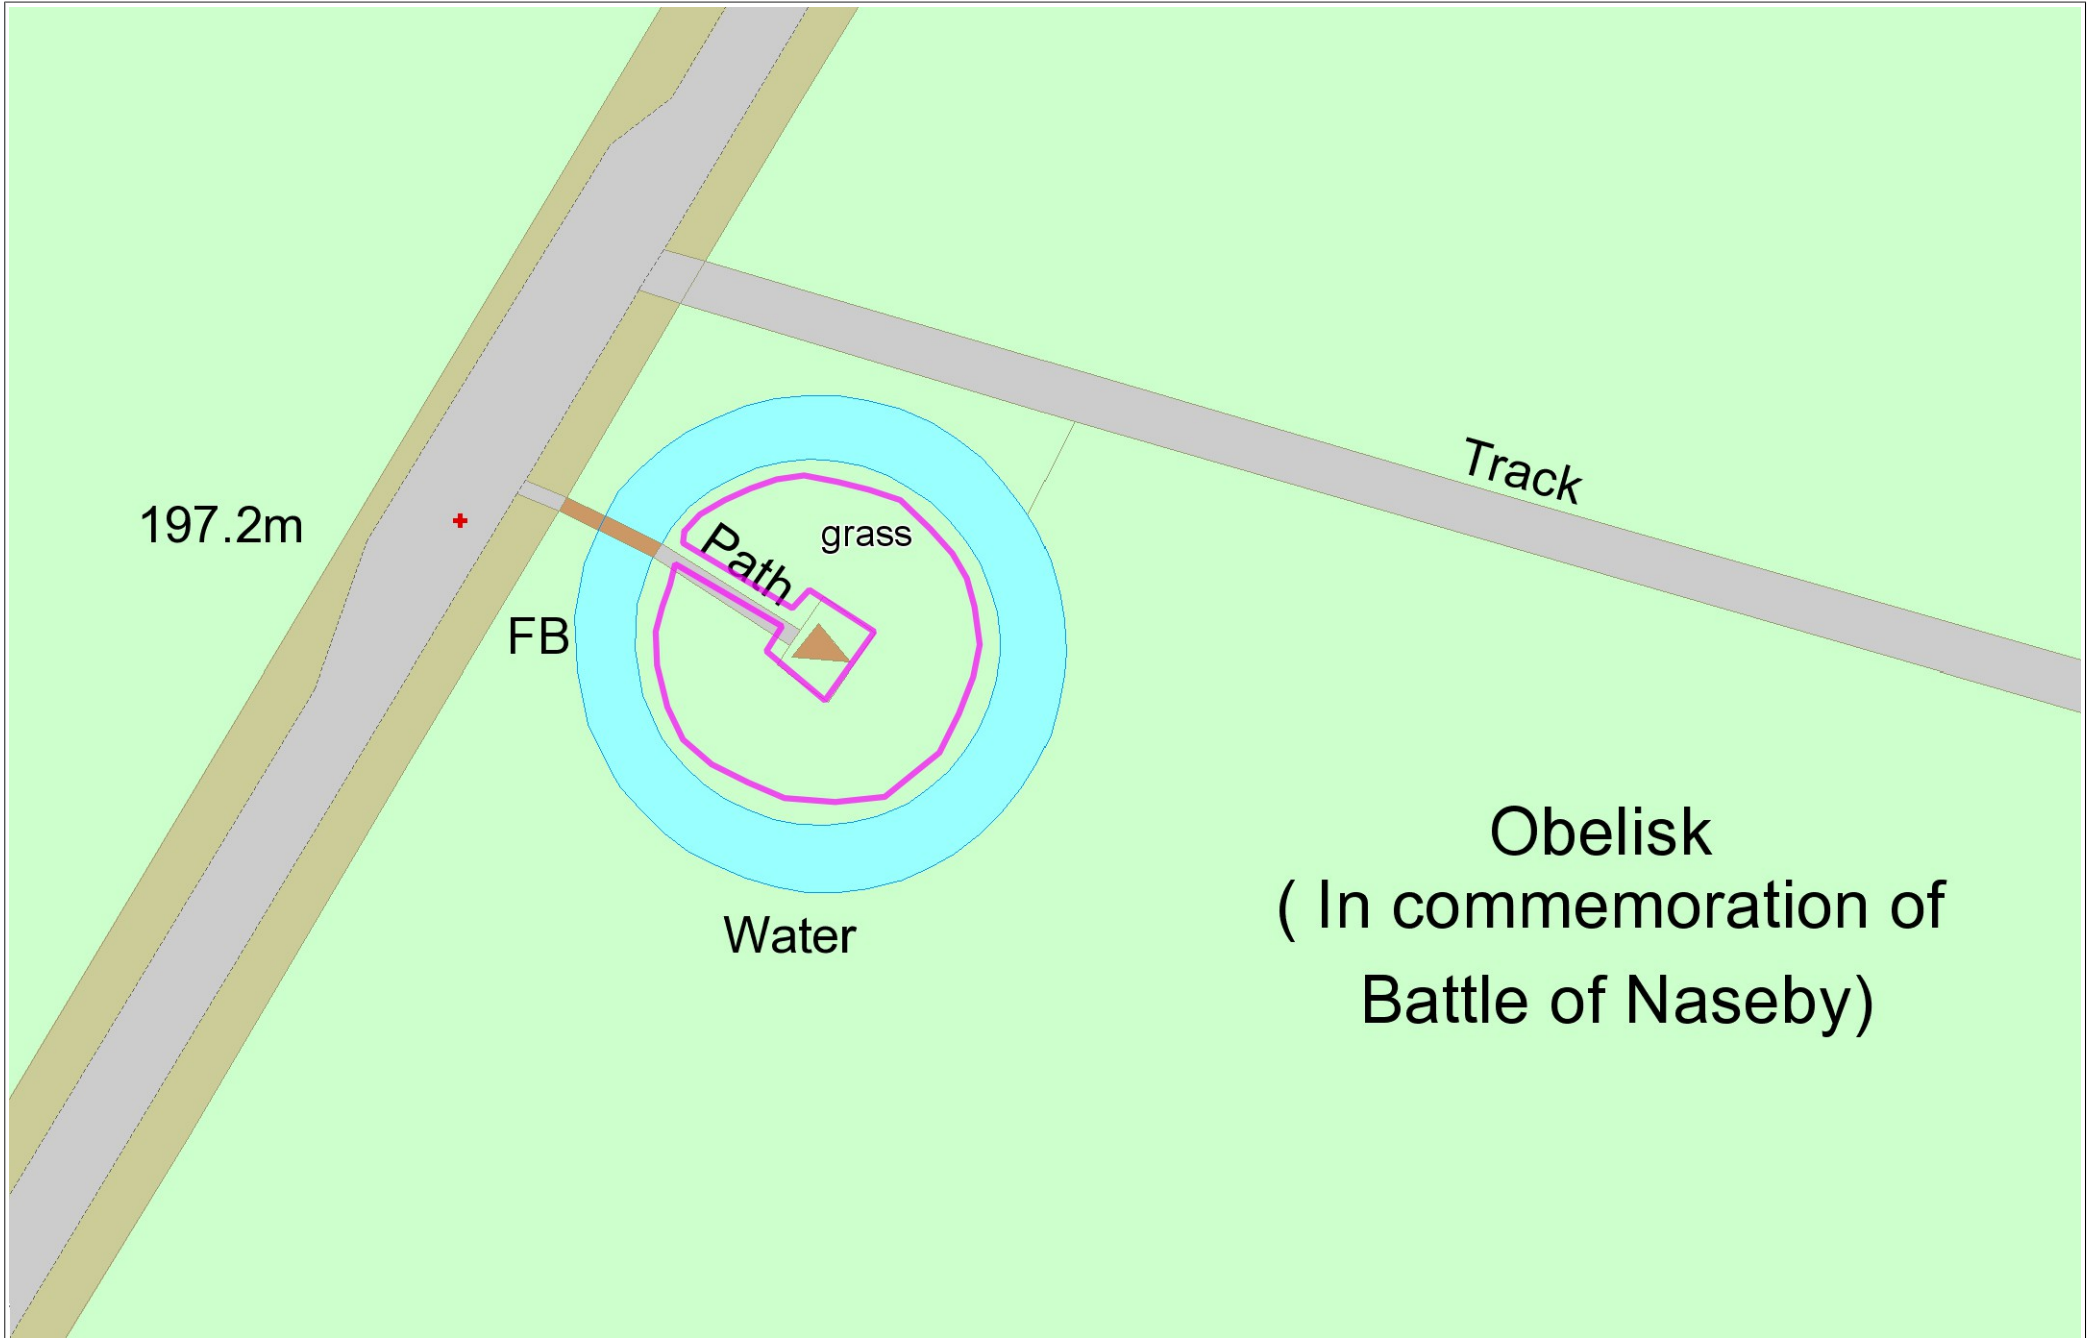 Track
197.2m
grass
Path
FB
Obelisk
( In commemoration of
Battle of Naseby)
Water